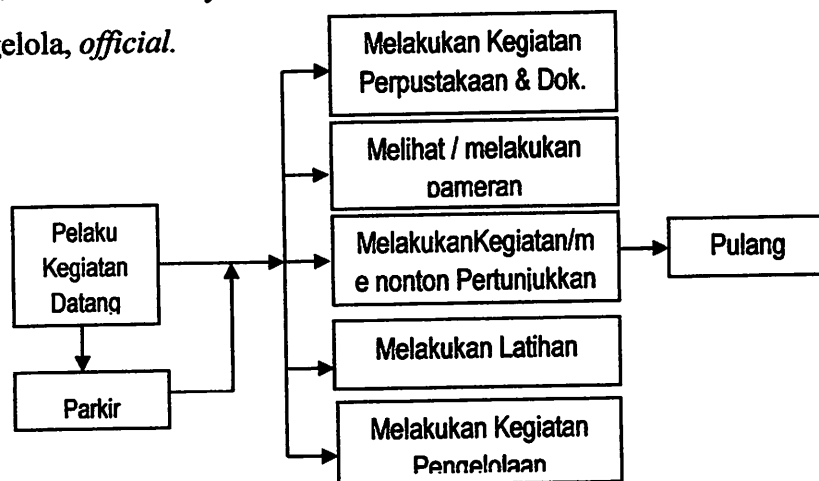 gelola, official.
Melakukan Kegiatan
Perpustakaan & Dok.
Melihat / melakukan
pameran
Pelaku
Kegiatan
Datang
MelakukanKegiatan/m
e nonton Pertunjukkan
Pulang
Melakukan Latihan
Parkir
Melakukan Kegiatan
Pengelolaan